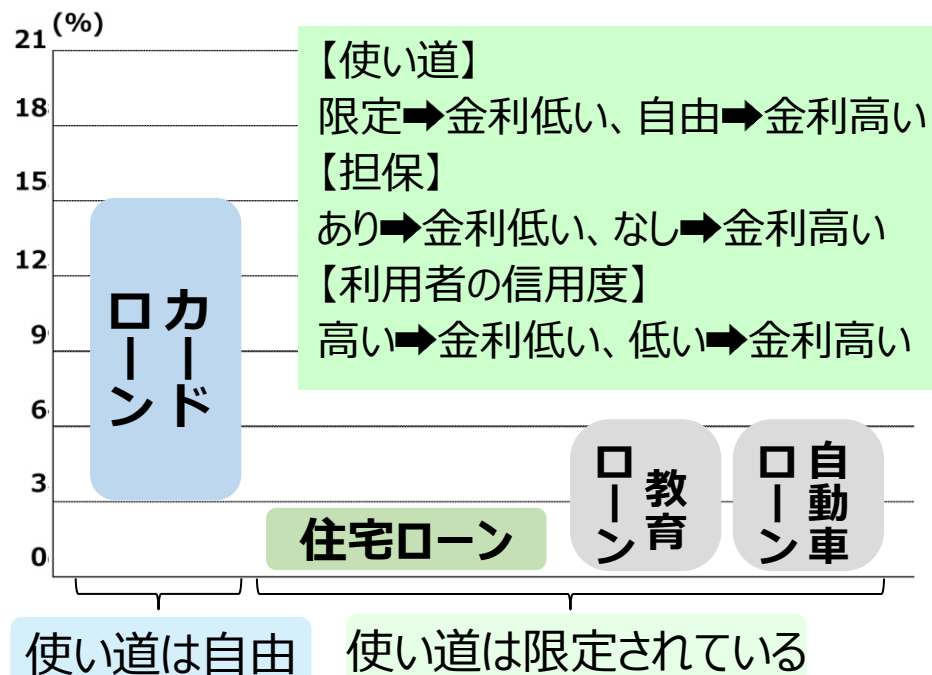 (%)
21
18
15
12
9
6
3
0
【使い道】
限定➡金利低い、自由➡金利高い
【担保】
あり➡金利低い、なし➡金利高い
【利用者の信用度】
高い➡金利低い、低い➡金利高い
カード
ローン
住宅ローン
教育
ローン
自動車
ローン
使い道は自由
使い道は限定されている